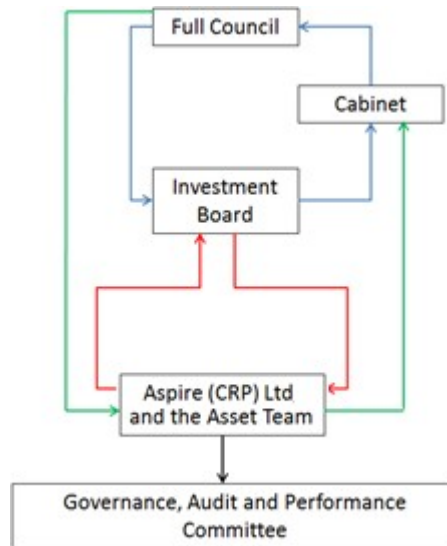 Full Council
Cabinet
Investment
Board
Aspire (CRP) Ltd
and the Asset Team
Governance, Audit and Performance
Committee